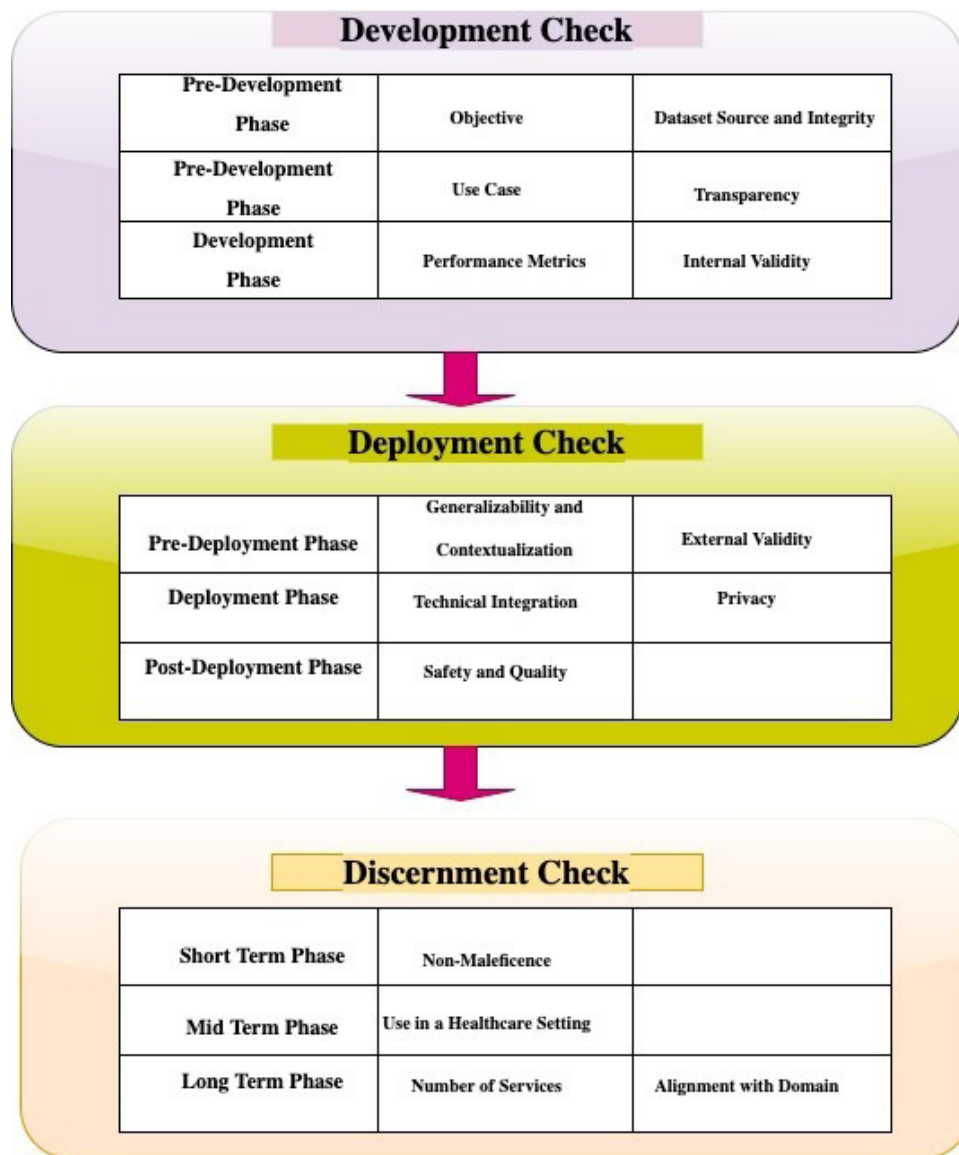 Development Check
Pre-Development
Phase
Objective
Dataset Source and Integrity
Pre-Development
Phase
Use Case
Transparency
Development
Phase
Performance Metrics
Internal Validity
Deployment Check
Pre-Deployment Phase
Generalizability and
Contextualization
External Validity
Deployment Phase
Technical Integration
Privacy
Post-Deployment Phase
Safety and Quality
Discernment Check
Short Term Phase
Non-Maleficence
Mid Term Phase
Use in a Healthcare Setting
Long Term Phase
Number of Services
Alignment with Domain